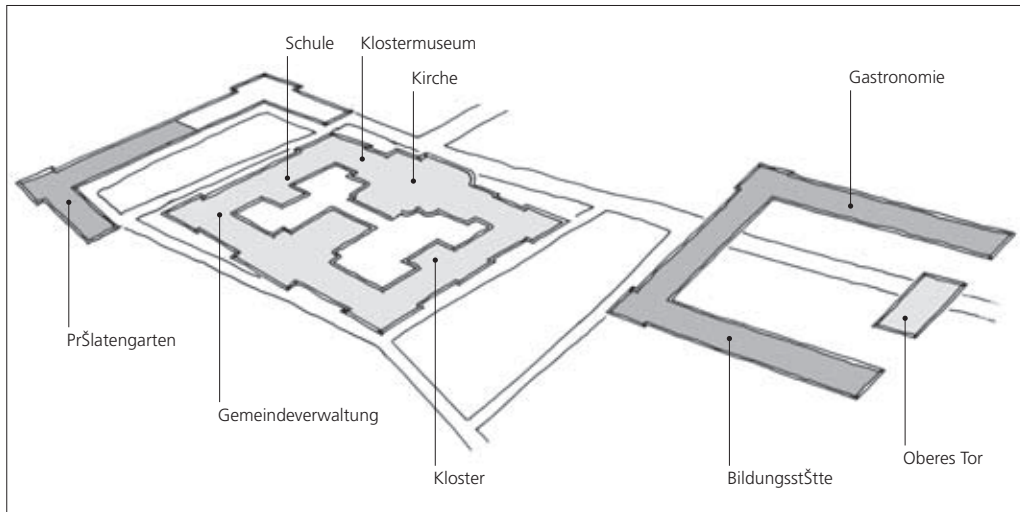 Schule
Klostermuseum
Kirche
Gastronomie
PrŠlatengarten
Gemeindeverwaltung
Kloster
BildungsstŠtte
Oberes Tor